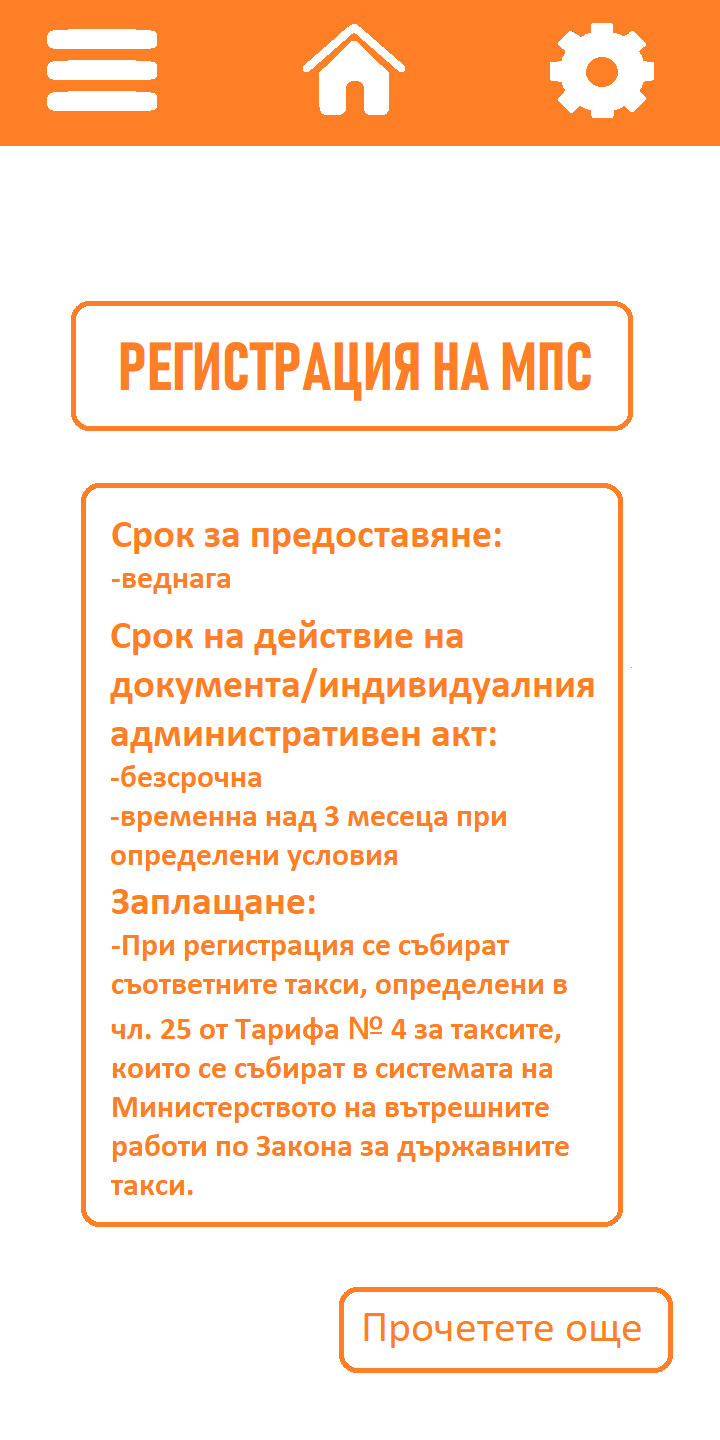 РЕГИСТРАЦИЯ НА МПС
Срок за предоставяне:
-веднага
Срок на действие на
документа/индивидуалния
административен акт:
-безсрочна
-временна над 3 месеца при
определени условия
Заплащане:
-При регистрация се събират
съответните такси, определени в
чл. 25 от Тарифа № 4 за таксите,
които се събират в системата на
Министерството на вътрешните
работи по Закона за държавните
такси.
Прочетете още